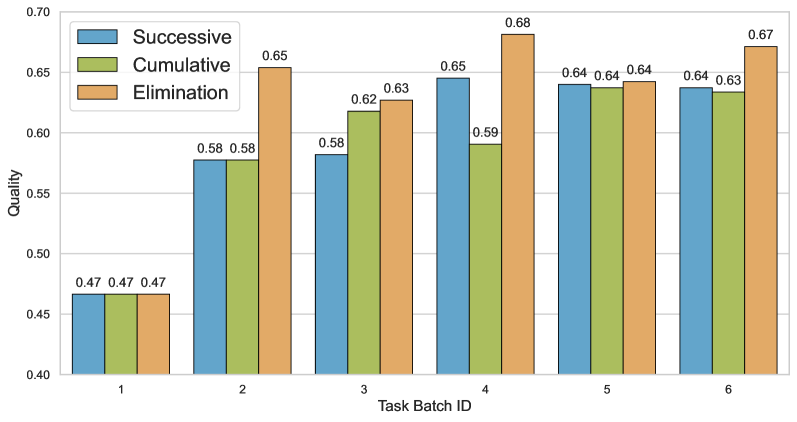 0.70
0.65
0.60
0.55
0.50
0.45
0.40
Quality
Successive
Cumulative
Elimination
0.47 0.47 0.47
0.58 0.58 0.65
0.58 0.62 0.63
0.65 0.59 0.68
0.64 0.64 0.64
0.64 0.63 0.67
1 2 3 4 5 6
Task Batch ID